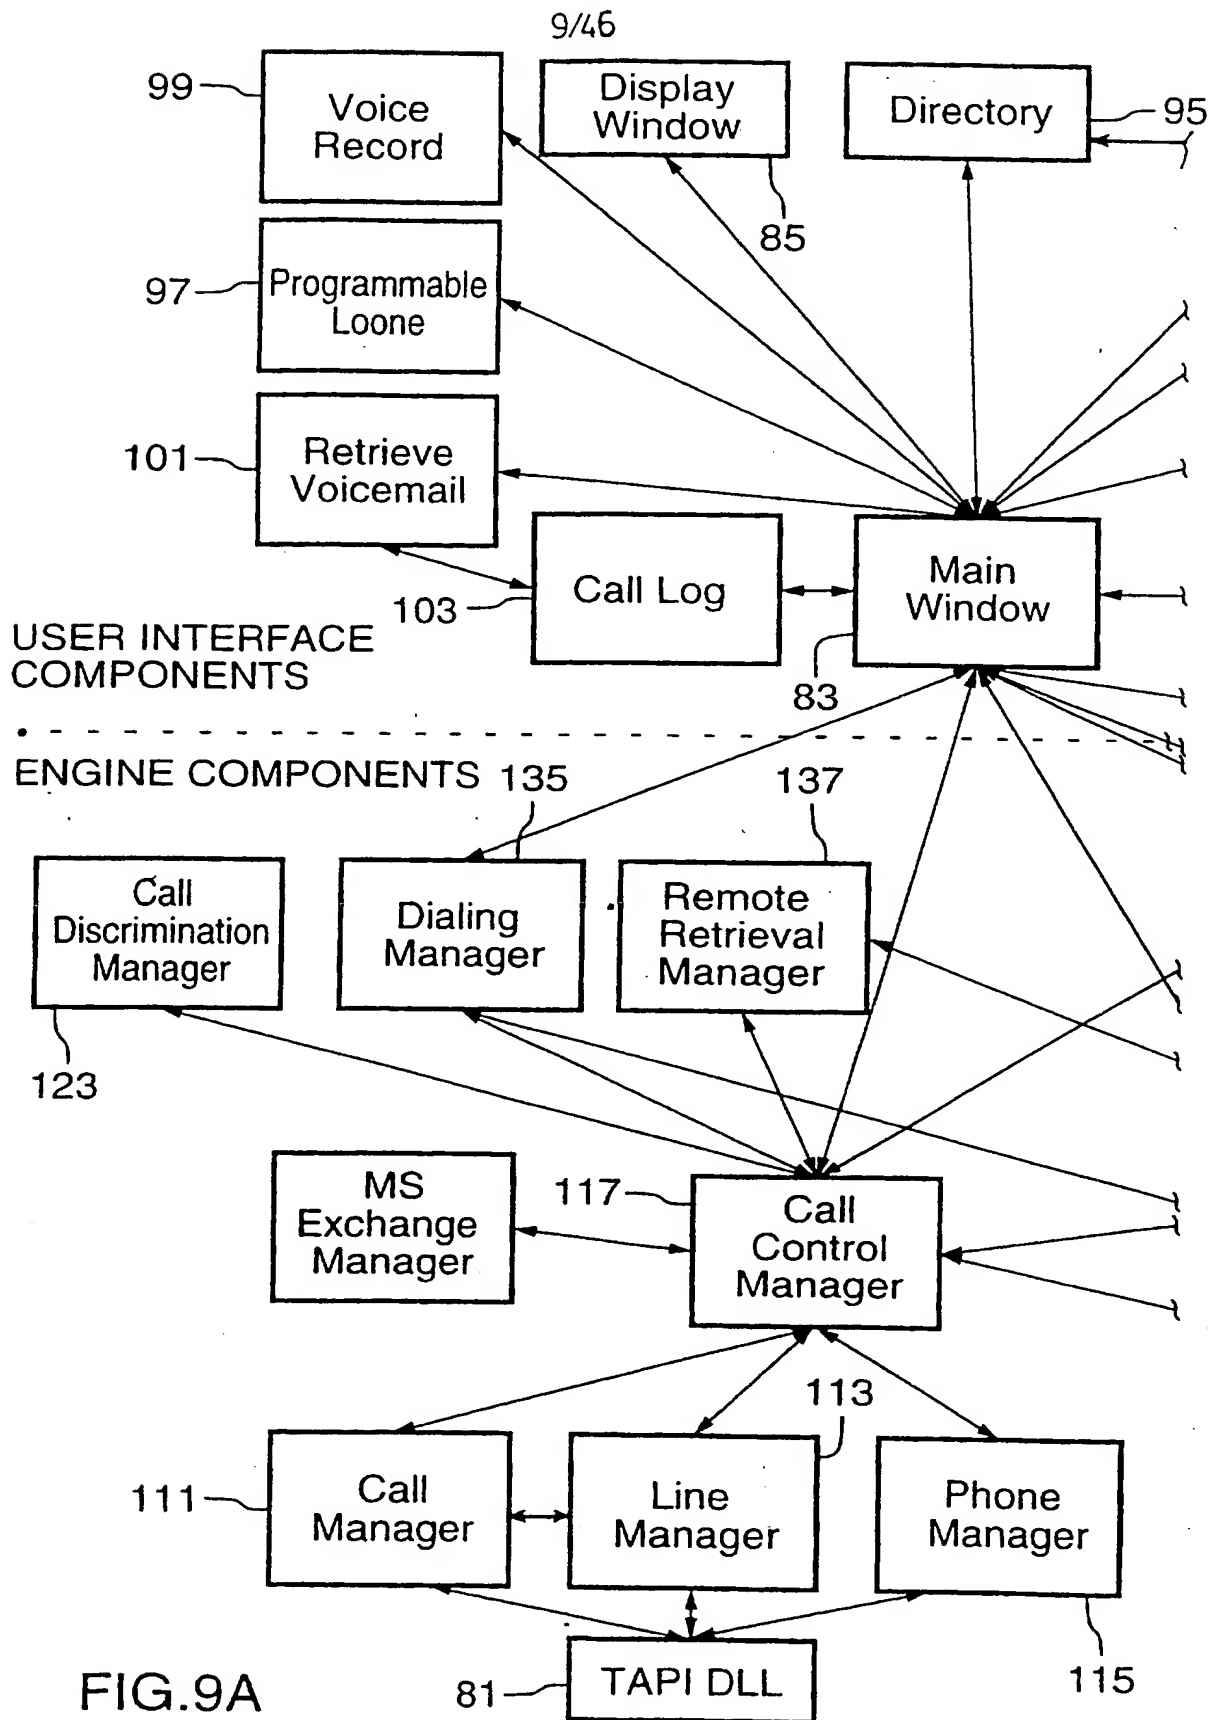 9/46
99
Voice
Record
Display
Window
85
Directory
95
97
Programmable
Loone
101
Retrieve
Voicemail
103
Call Log
Main
Window
83
USER INTERFACE
COMPONENTS
ENGINE COMPONENTS
135
137
Call
Discrimination
Manager
123
Dialing
Manager
Remote
Retrieval
Manager
MS
Exchange
Manager
117
Call
Control
Manager
113
111
Call
Manager
Line
Manager
Phone
Manager
115
81
TAPI DLL
FIG.9A